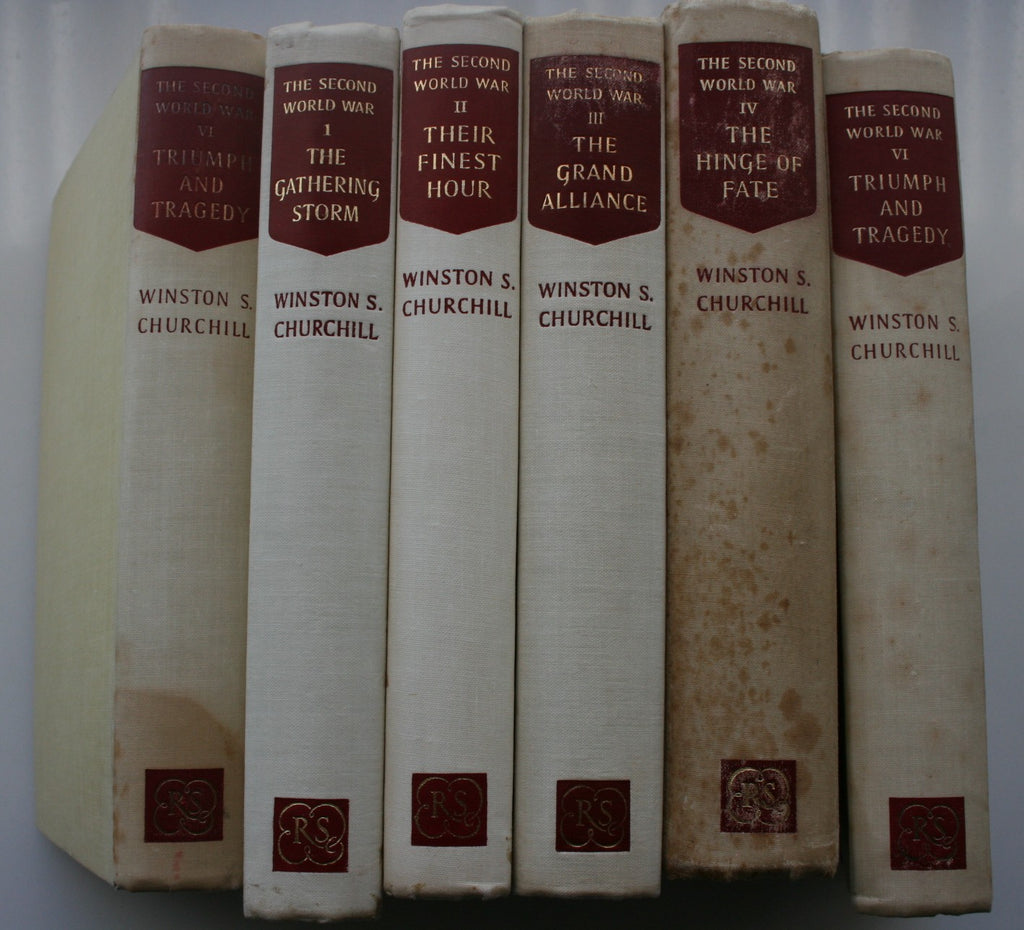 THE SECOND
WORLD WAR
VI
TRIUMPH
AND
TRAGEDY
WINSTON S.
CHURCHILL
RS
THE SECOND
WORLD WAR
1
THE
GATHERING
STORM
WINSTON S.
CHURCHILL
RS
THE SECOND
WORLD WAR
II
THEIR
FINEST
HOUR
WINSTON S.
CHURCHILL
RS
THE SECOND
WORLD WAR
III
THE
GRAND
ALLIANCE
WINSTON S.
CHURCHILL
RS
THE SECOND
WORLD WAR
IV
THE
HINGE OF
FATE
WINSTON S.
CHURCHILL
RS
THE SECOND
WORLD WAR
VI
TRIUMPH
AND
TRAGEDY
WINSTON S.
CHURCHILL
RS